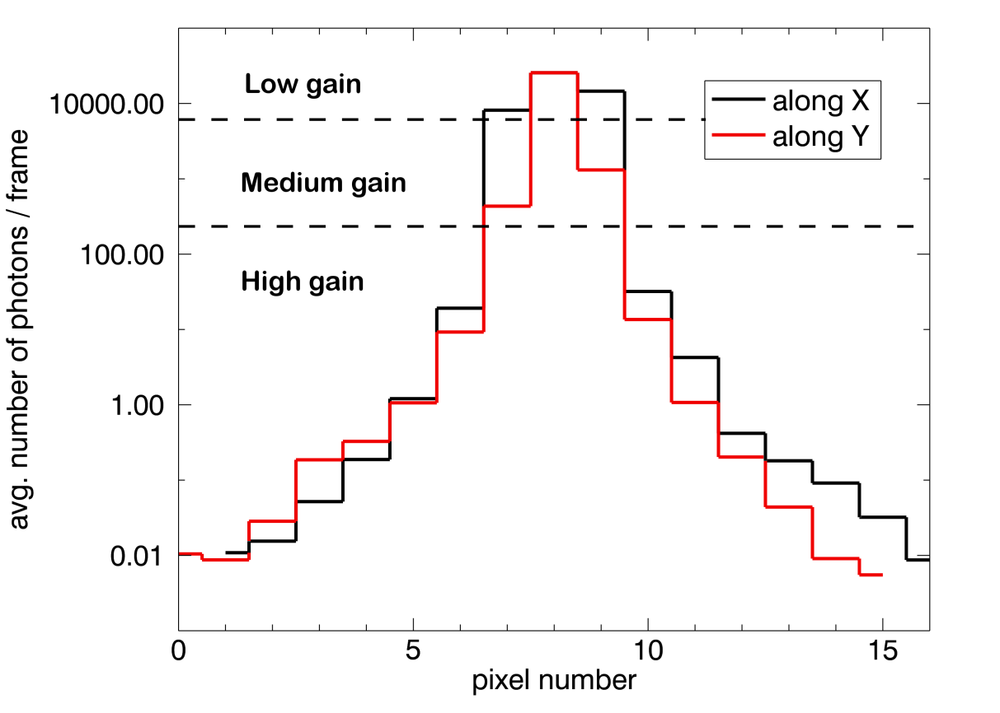 Low gain
10000.00
along X
along Y
Medium gain
100.00
High gain
1.00
0.01
avg. number of photons / frame
0
5
10
15
pixel number